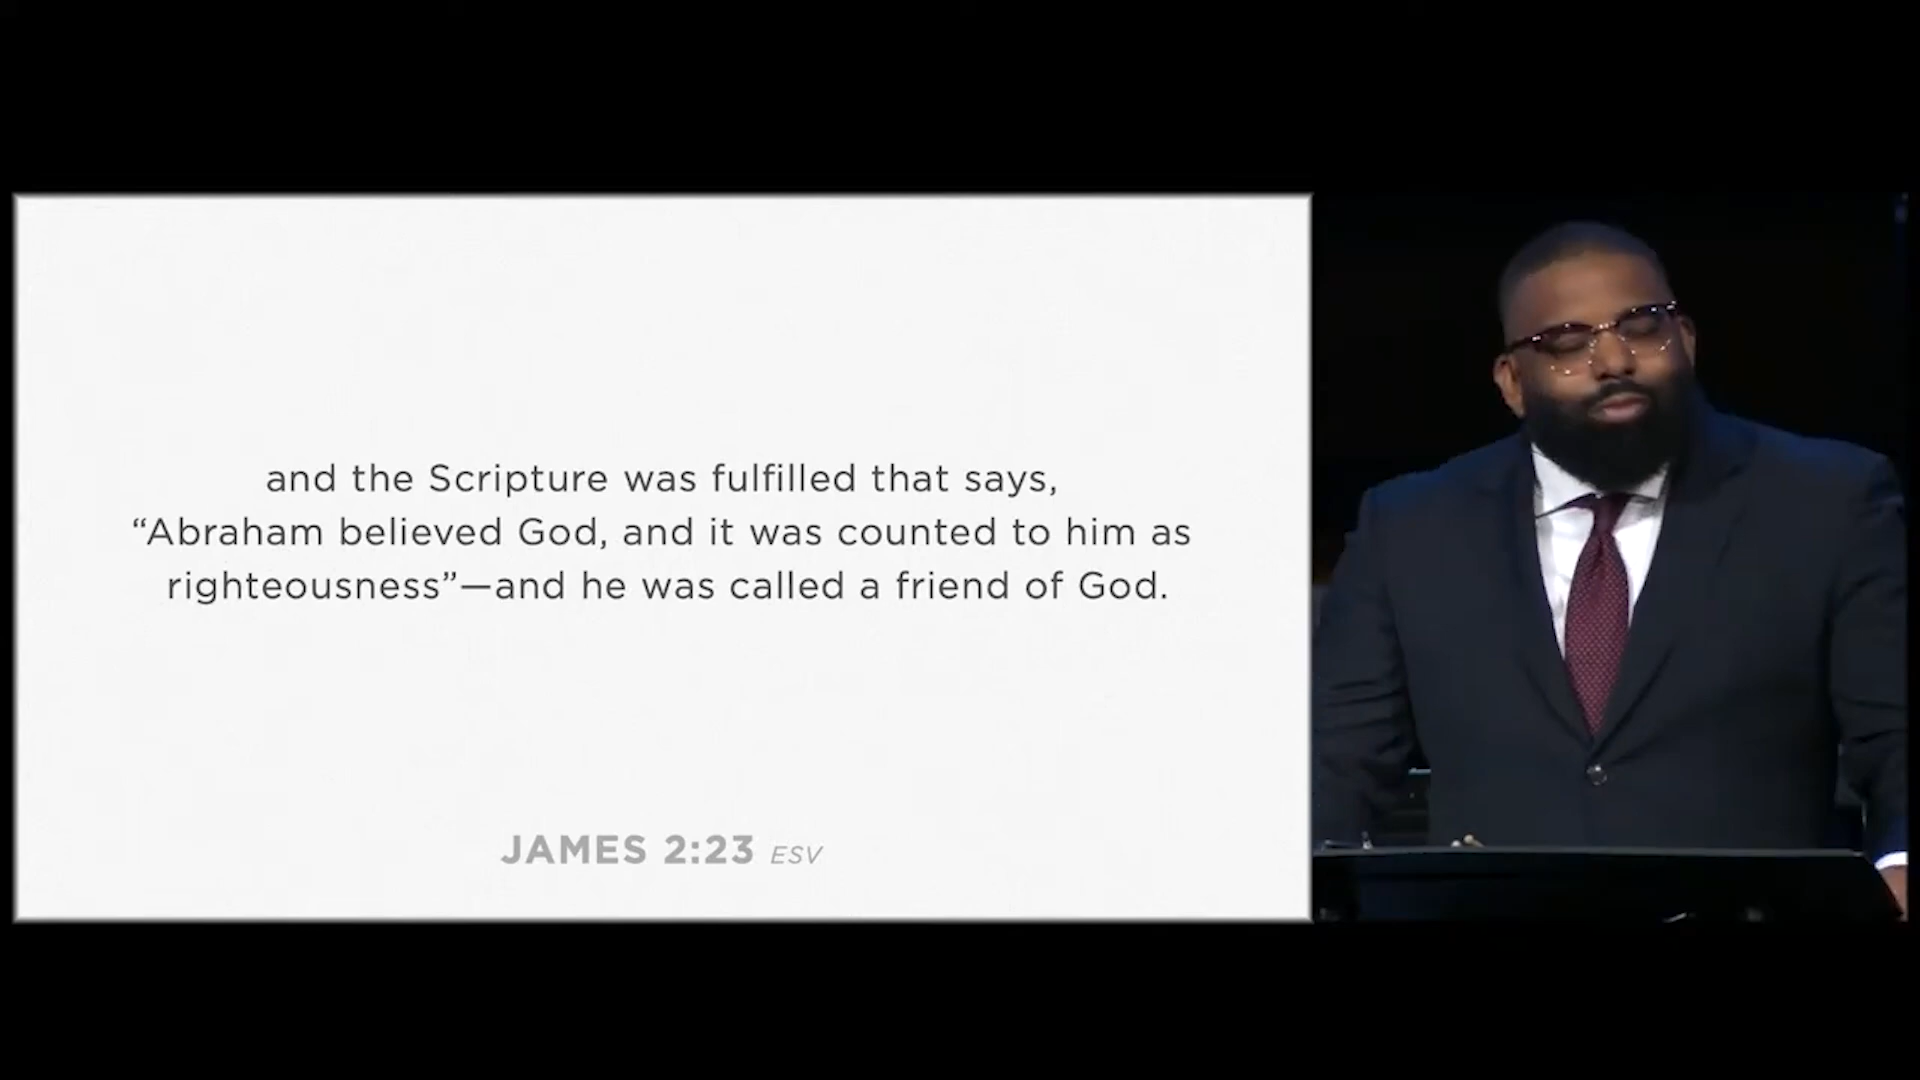 and the Scripture was fulfilled that says,
“Abraham believed God, and it was counted to him as
righteousness”—and he was called a friend of God.
JAMES 2:23 ESV